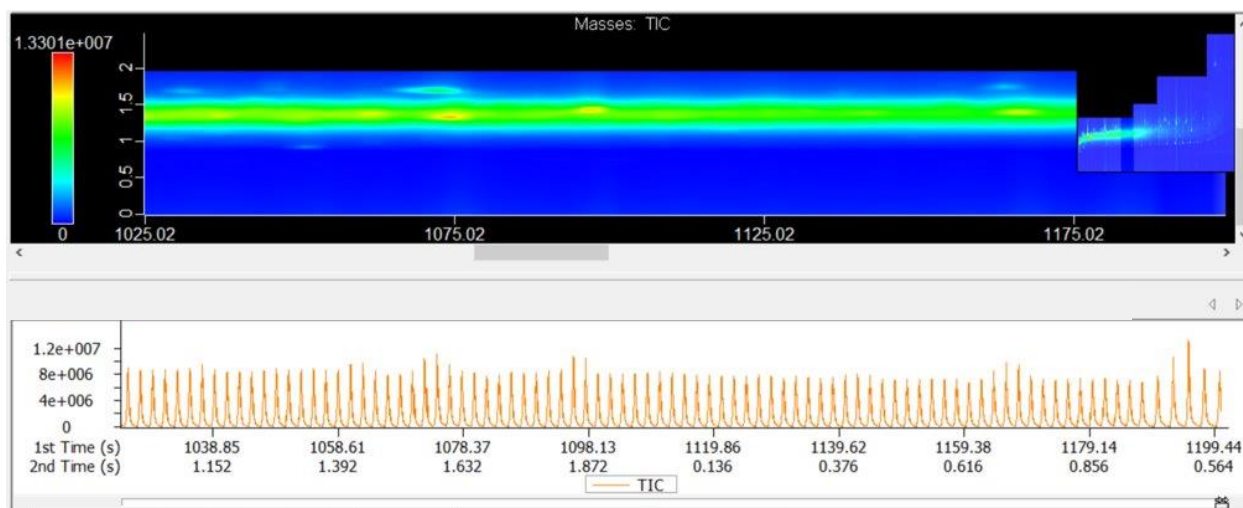 Masses: TIC
1.3301e+007
0
2
1.5
1
0.5
0
1025.02 1075.02 1125.02 1175.02
1.2e+007
8e+006
4e+006
0
1st Time (s) 1038.85 1058.61 1078.37 1098.13 1119.86 1139.62 1159.38 1179.14 1199.44
2nd Time (s) 1.152 1.392 1.632 1.872 0.136 0.376 0.616 0.856 0.564
TIC